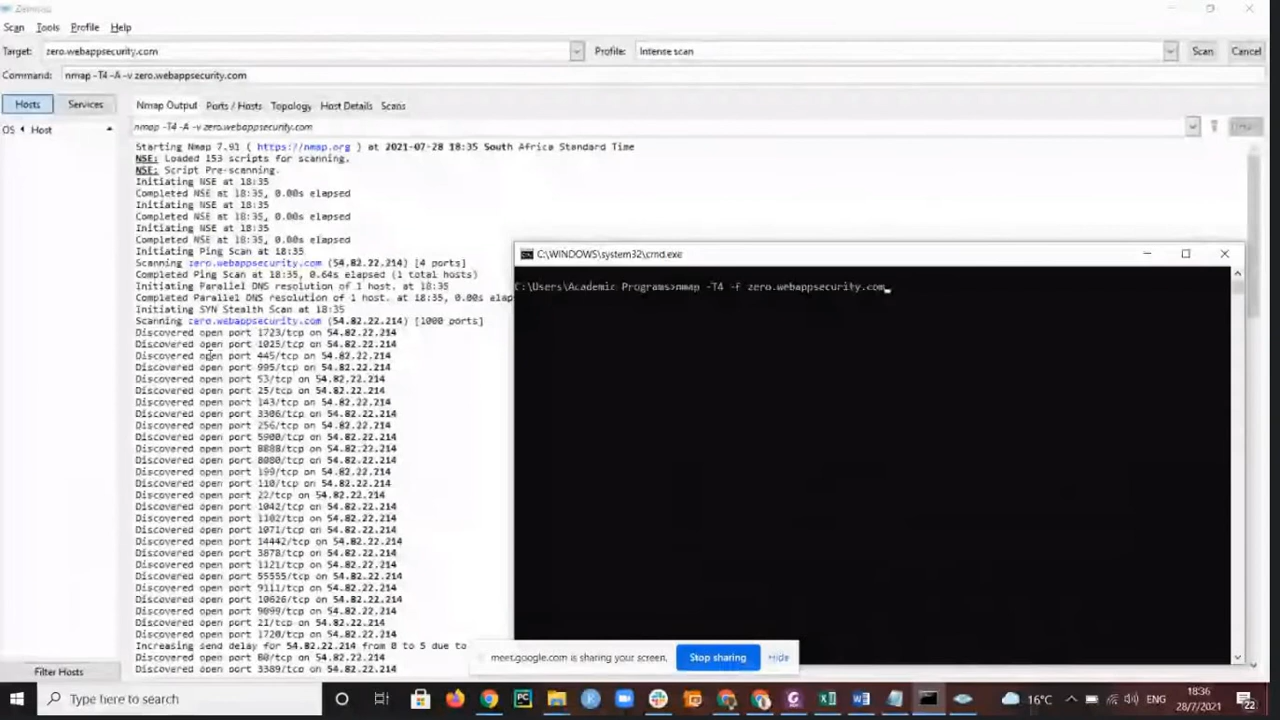 Zenmap
Scan Tools Profile Help
Target: zero.webappsecurity.com Profile: Intense scan Scan Cancel
Command: nmap -T4 -A -v zero.webappsecurity.com
Hosts Services Nmap Output Ports / Hosts Topology Host Details Scans
OS Host
nmap -T4 -A -v zero.webappsecurity.com
Starting Nmap 7.91 ( https://nmap.org ) at 2021-07-28 18:35 South Africa Standard Time
NSE: Loaded 153 scripts for scanning.
NSE: Script Pre-scanning.
Initiating NSE at 18:35
Completed NSE at 18:35, 0.00s elapsed
Initiating NSE at 18:35
Completed NSE at 18:35, 0.00s elapsed
Initiating NSE at 18:35
Completed NSE at 18:35, 0.00s elapsed
Initiating Ping Scan at 18:35
Scanning zero.webappsecurity.com (54.82.22.214) [4 ports]
Completed Ping Scan at 18:35, 0.64s elapsed (1 total hosts)
Initiating Parallel DNS resolution of 1 host. at 18:35
Completed Parallel DNS resolution of 1 host. at 18:35, 0.00s elap
Initiating SYN Stealth Scan at 18:35
Scanning zero.webappsecurity.com (54.82.22.214) [1000 ports]
Discovered open port 1723/tcp on 54.82.22.214
Discovered open port 1025/tcp on 54.82.22.214
Discovered open port 445/tcp on 54.82.22.214
Discovered open port 995/tcp on 54.82.22.214
Discovered open port 53/tcp on 54.82.22.214
Discovered open port 25/tcp on 54.82.22.214
Discovered open port 143/tcp on 54.82.22.214
Discovered open port 3306/tcp on 54.82.22.214
Discovered open port 256/tcp on 54.82.22.214
Discovered open port 5900/tcp on 54.82.22.214
Discovered open port 8888/tcp on 54.82.22.214
Discovered open port 8080/tcp on 54.82.22.214
Discovered open port 199/tcp on 54.82.22.214
Discovered open port 110/tcp on 54.82.22.214
Discovered open port 22/tcp on 54.82.22.214
Discovered open port 1042/tcp on 54.82.22.214
Discovered open port 1102/tcp on 54.82.22.214
Discovered open port 1071/tcp on 54.82.22.214
Discovered open port 14442/tcp on 54.82.22.214
Discovered open port 3878/tcp on 54.82.22.214
Discovered open port 1121/tcp on 54.82.22.214
Discovered open port 55555/tcp on 54.82.22.214
Discovered open port 9111/tcp on 54.82.22.214
Discovered open port 10626/tcp on 54.82.22.214
Discovered open port 9099/tcp on 54.82.22.214
Discovered open port 21/tcp on 54.82.22.214
Discovered open port 1720/tcp on 54.82.22.214
Increasing send delay for 54.82.22.214 from 0 to 5 due to
Discovered open port 80/tcp on 54.82.22.214
Discovered open port 3389/tcp on 54.82.22.214
Filter Hosts
C:\WINDOWS\system32\cmd.exe
C:\Users\Academic Programs>nmap -T4 -f zero.webappsecurity.com
meet.google.com is sharing your screen. Stop sharing Hide
Type here to search
16°C ENG 18:36
28/7/2021 22